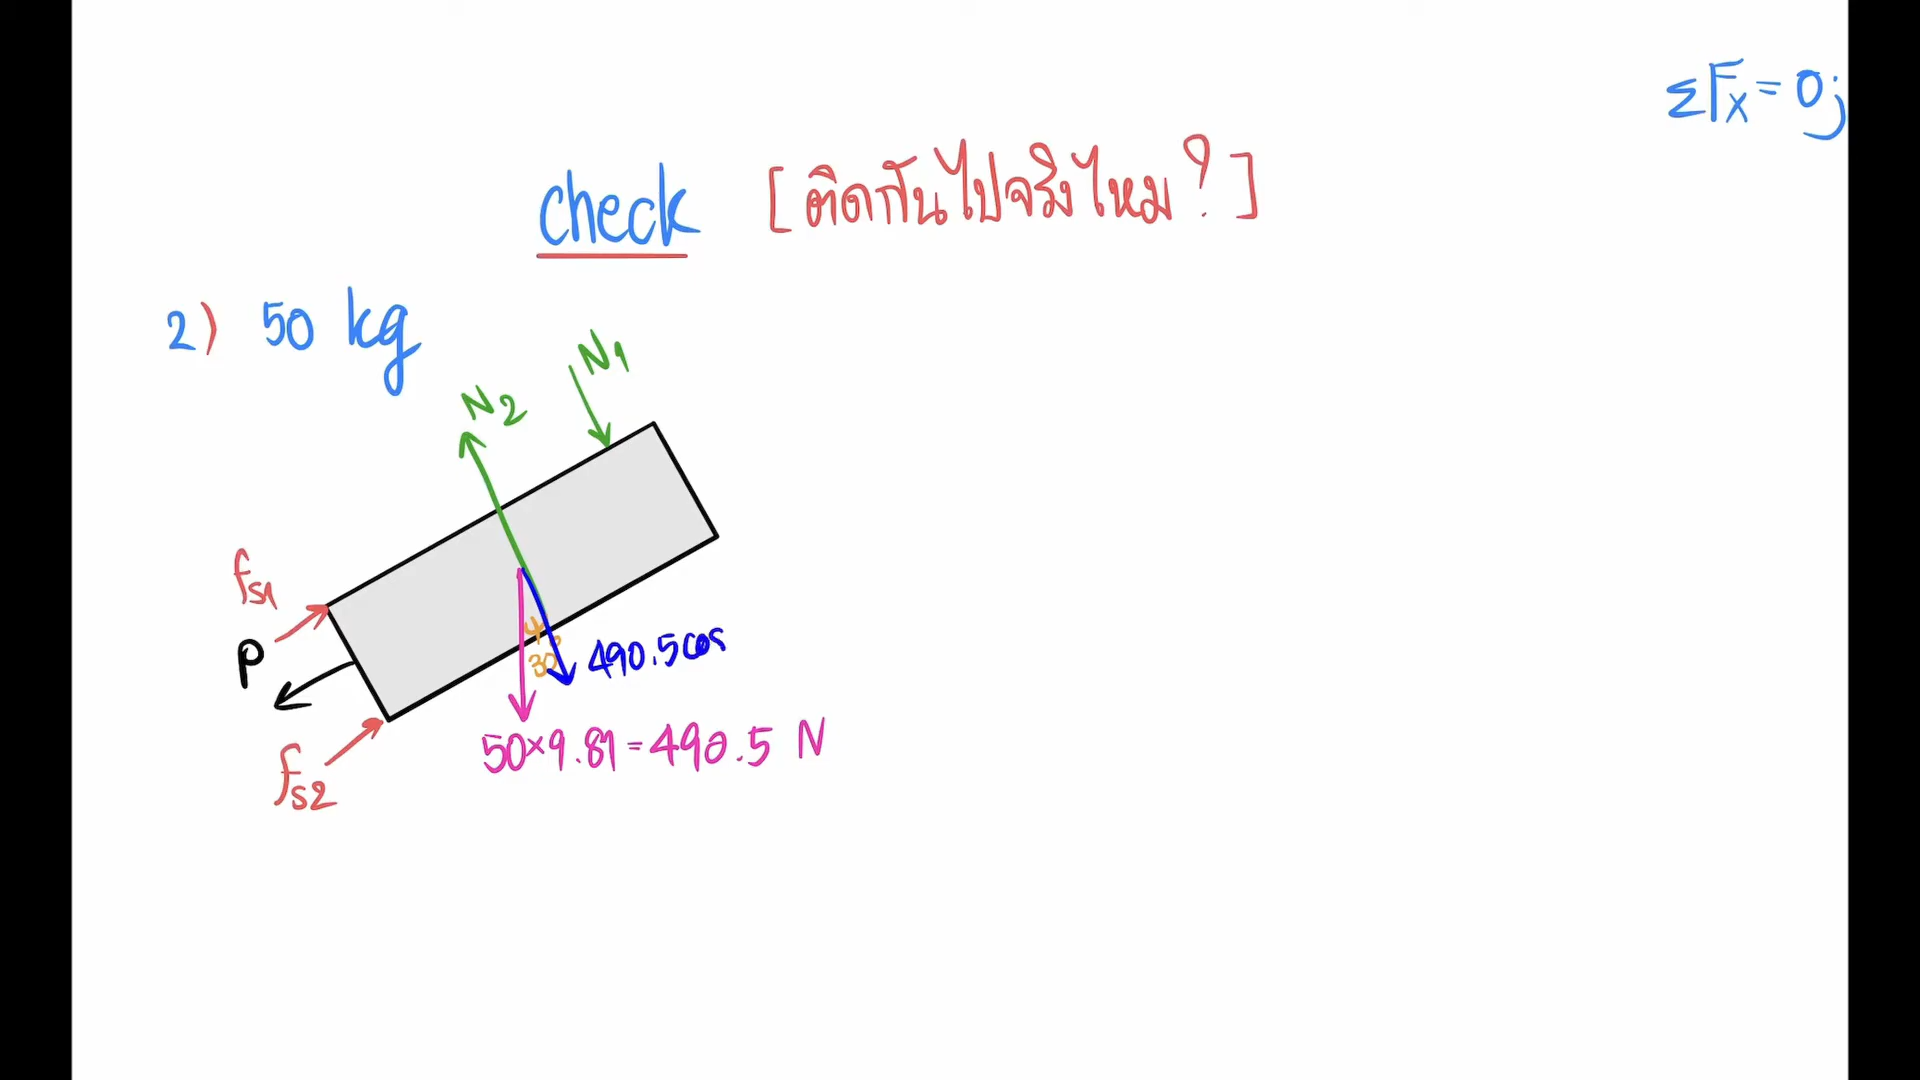 ΣFx = 0;
check [ติดกันไปจริงไหม?]
2) 50 kg
N1
N2
fs1
P
30°
490.5cos
50×9.81=490.5 N
fs2